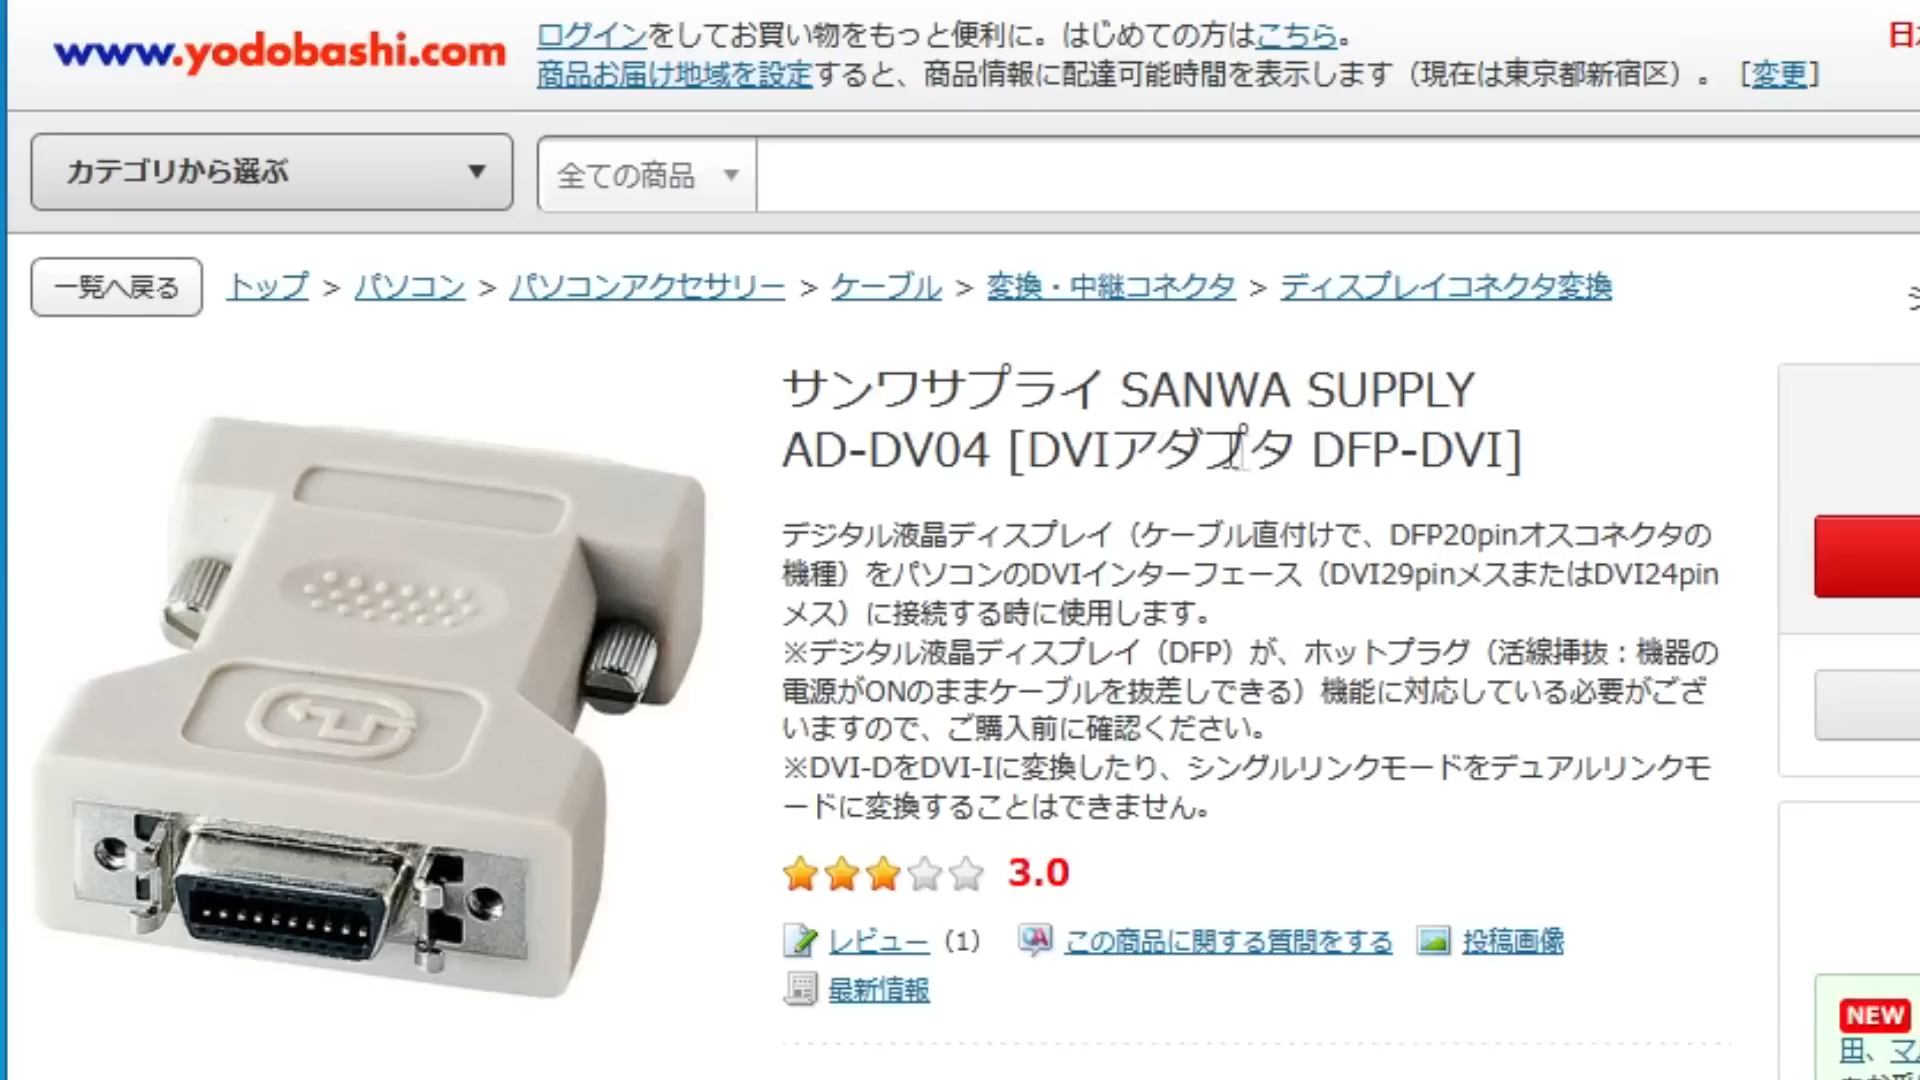 www.yodobashi.com
ログインをしてお買い物をもっと便利に。はじめての方はこちら。
商品お届け地域を設定すると、商品情報に配達可能時間を表示します（現在は東京都新宿区）。［変更］
カテゴリから選ぶ
全ての商品
一覧へ戻る
トップ > パソコン > パソコンアクセサリー > ケーブル > 変換・中継コネクタ > ディスプレイコネクタ変換
サンワサプライ SANWA SUPPLY
AD-DV04 [DVIアダプタ DFP-DVI]
デジタル液晶ディスプレイ（ケーブル直付けで、DFP20pinオスコネクタの
機種）をパソコンのDVIインターフェース（DVI29pinメスまたはDVI24pin
メス）に接続する時に使用します。
※デジタル液晶ディスプレイ（DFP）が、ホットプラグ（活線挿抜：機器の
電源がONのままケーブルを抜差しできる）機能に対応している必要がござ
いますので、ご購入前に確認ください。
※DVI-DをDVI-Iに変換したり、シングルリンクモードをデュアルリンクモ
ードに変換することはできません。
3.0
レビュー（1）
この商品に関する質問をする
投稿画像
最新情報
NEW
田、マ